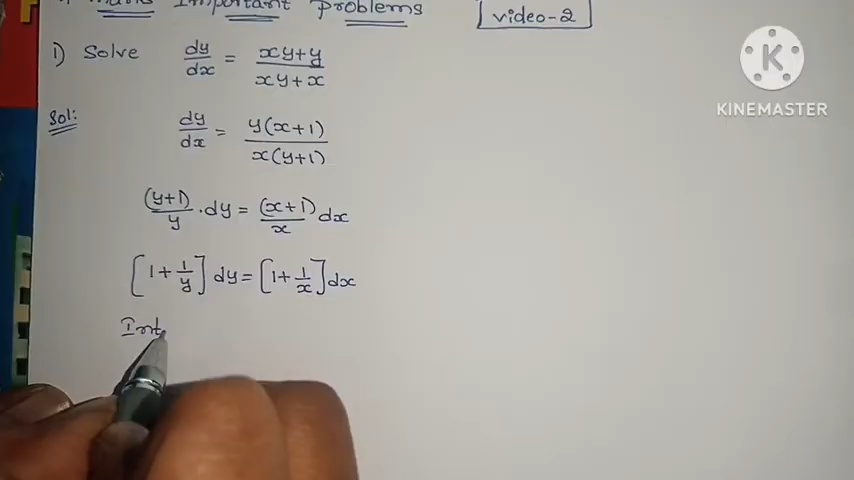 Marks Important Problems video-2
1) Solve dy/dx = xy+y / xy+x
Sol: dy/dx = y(x+1) / x(y+1)
(y+1)/y . dy = (x+1)/x dx
[1+1/y] dy = [1+1/x] dx
Int
KINEMASTER